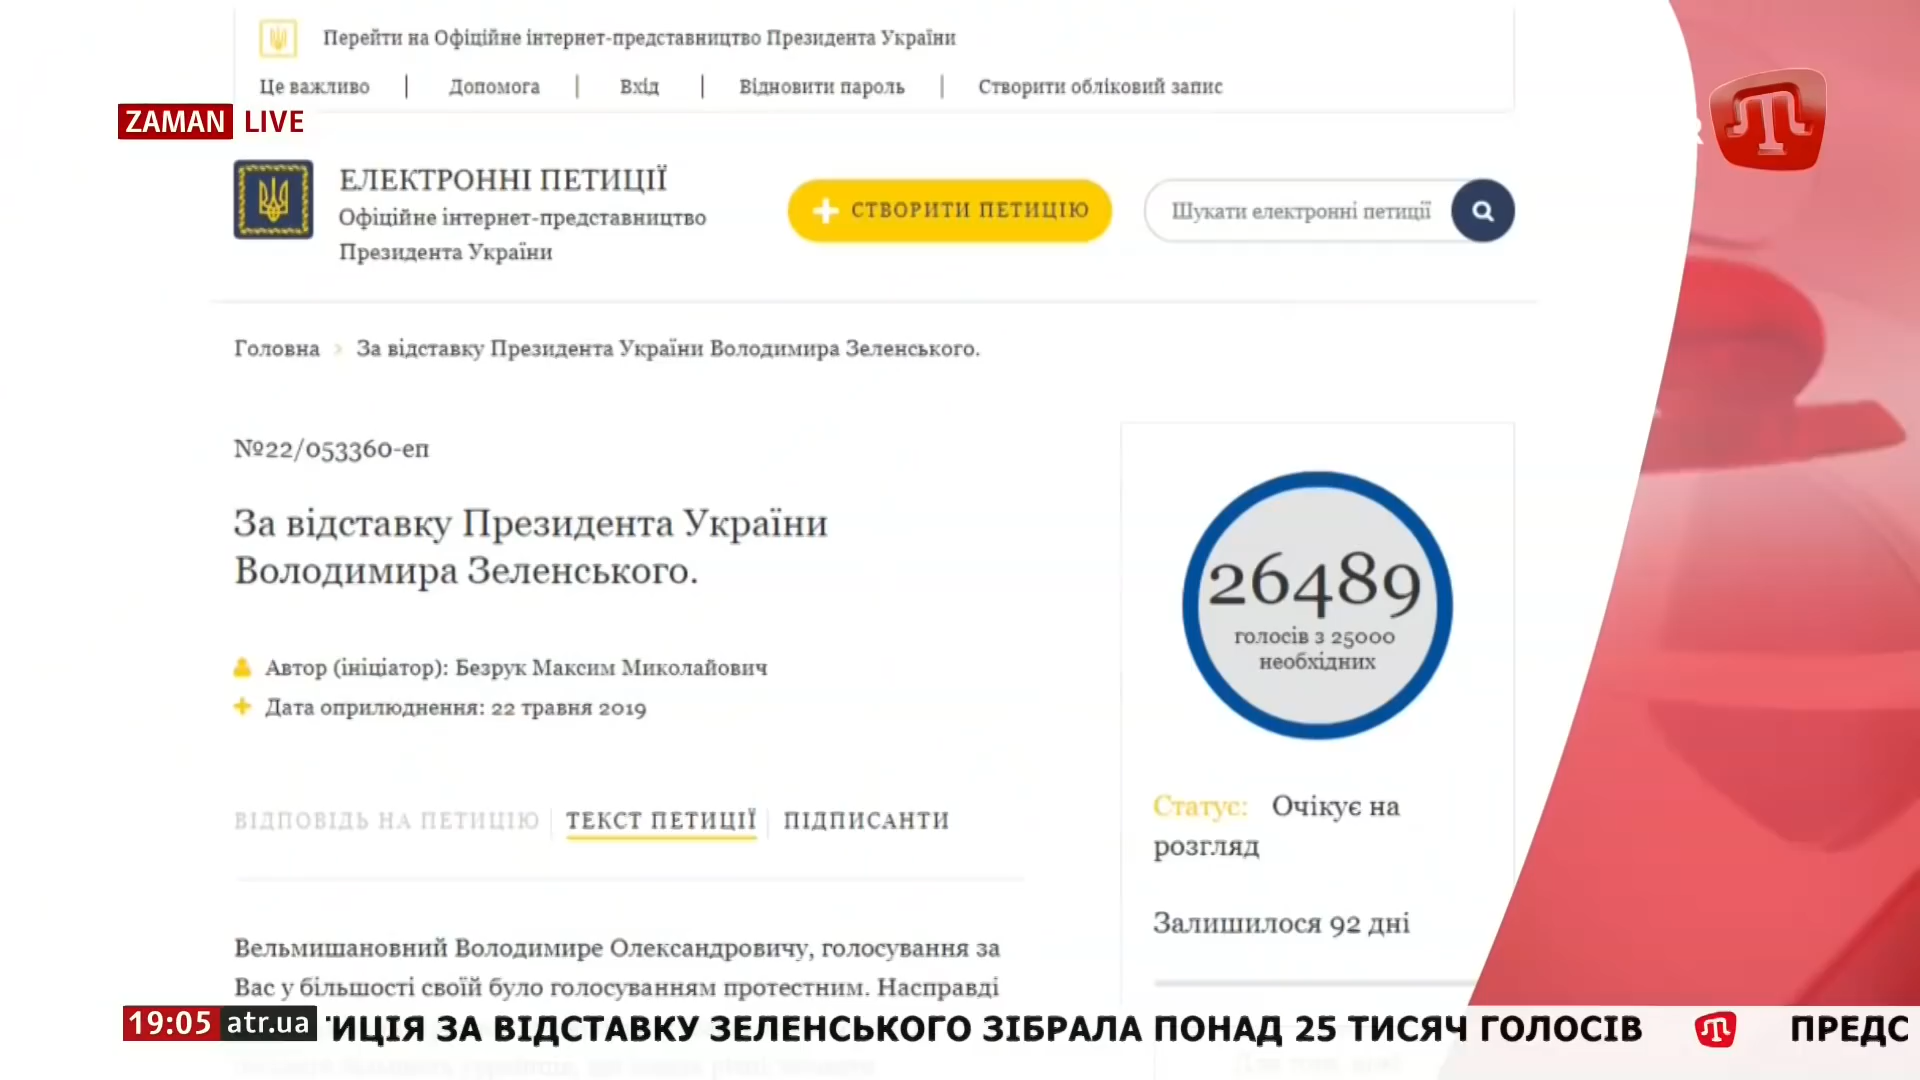 Перейти на Офіційне інтернет-представництво Президента України
Це важливо | Допомога | Вхід | Відновити пароль | Створити обліковий запис
ZAMAN LIVE
ЕЛЕКТРОННІ ПЕТИЦІЇ
Офіційне інтернет-представництво
Президента України
СТВОРИТИ ПЕТИЦІЮ
Шукати електронні петиції
Головна > За відставку Президента України Володимира Зеленського.
№22/053360-еп
За відставку Президента України
Володимира Зеленського.
26489
голосів з 25000
необхідних
Автор (ініціатор): Безрук Максим Миколайович
Дата оприлюднення: 22 травня 2019
ВІДПОВІДЬ НА ПЕТИЦІЮ ТЕКСТ ПЕТИЦІЇ ПІДПИСАНТИ
Статус: Очікує на
розгляд
Залишилося 92 дні
Вельмишановний Володимире Олександровичу, голосування за
Вас у більшості своїй було голосуванням протестним. Насправді
19:05 atr.ua ИЦІЯ ЗА ВІДСТАВКУ ЗЕЛЕНСЬКОГО ЗІБРАЛА ПОНАД 25 ТИСЯЧ ГОЛОСІВ ПРЕДС